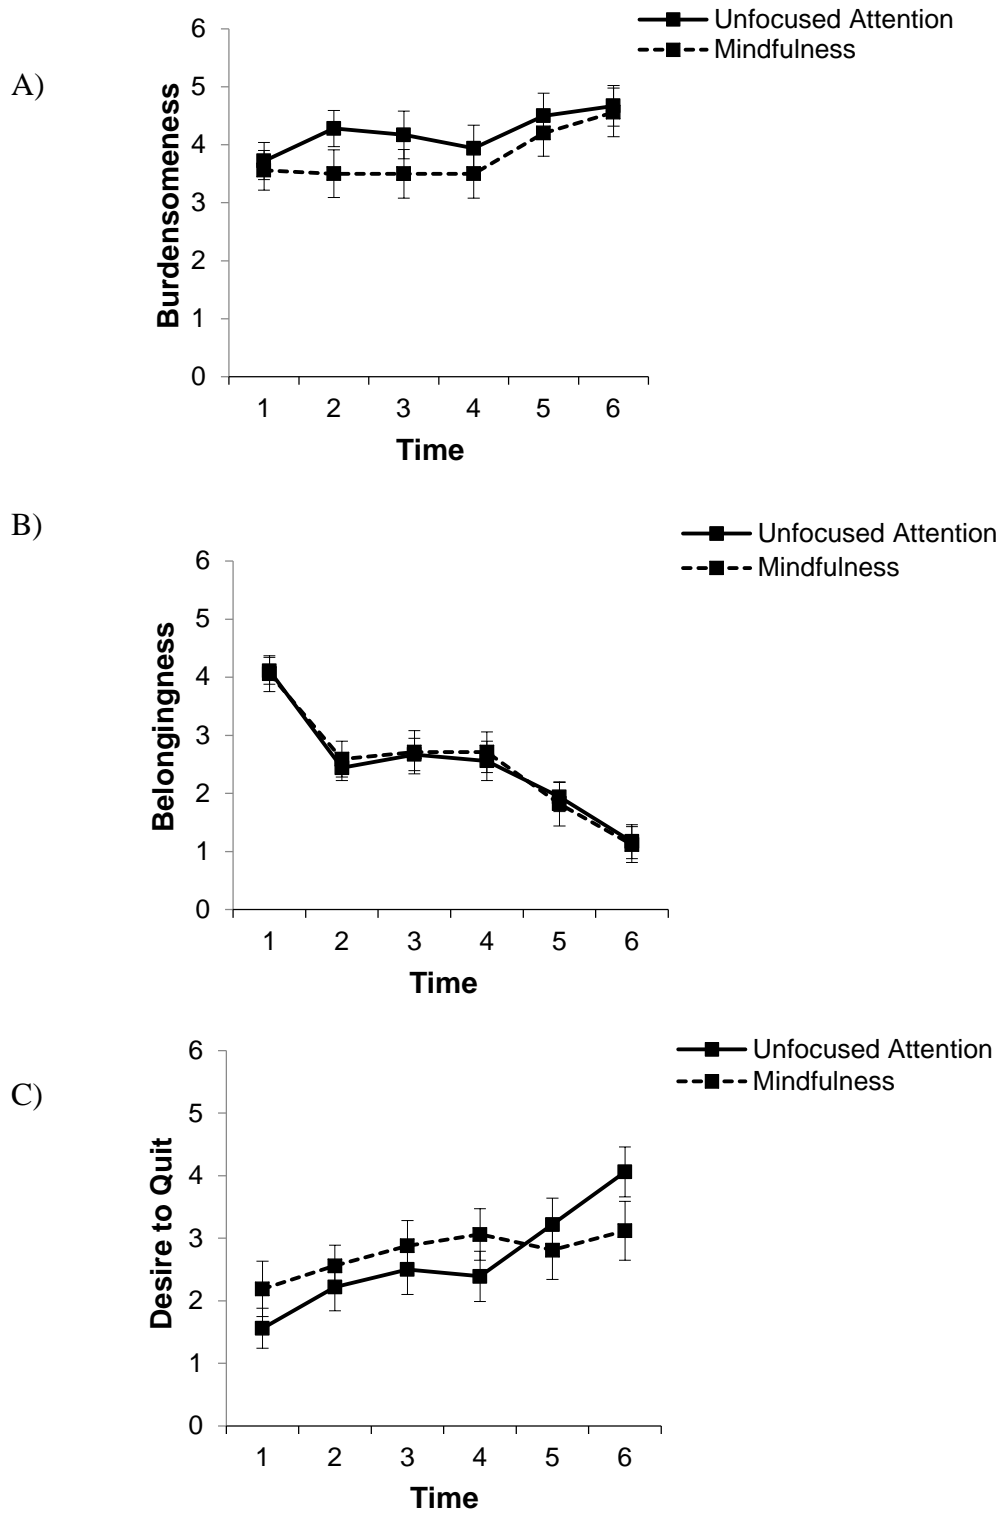 A)
Unfocused Attention
Mindfulness
Burdensomeness
6
5
4
3
2
1
0
1 2 3 4 5 6
Time
B)
Unfocused Attention
Mindfulness
Belongingness
6
5
4
3
2
1
0
1 2 3 4 5 6
Time
C)
Unfocused Attention
Mindfulness
Desire to Quit
6
5
4
3
2
1
0
1 2 3 4 5 6
Time